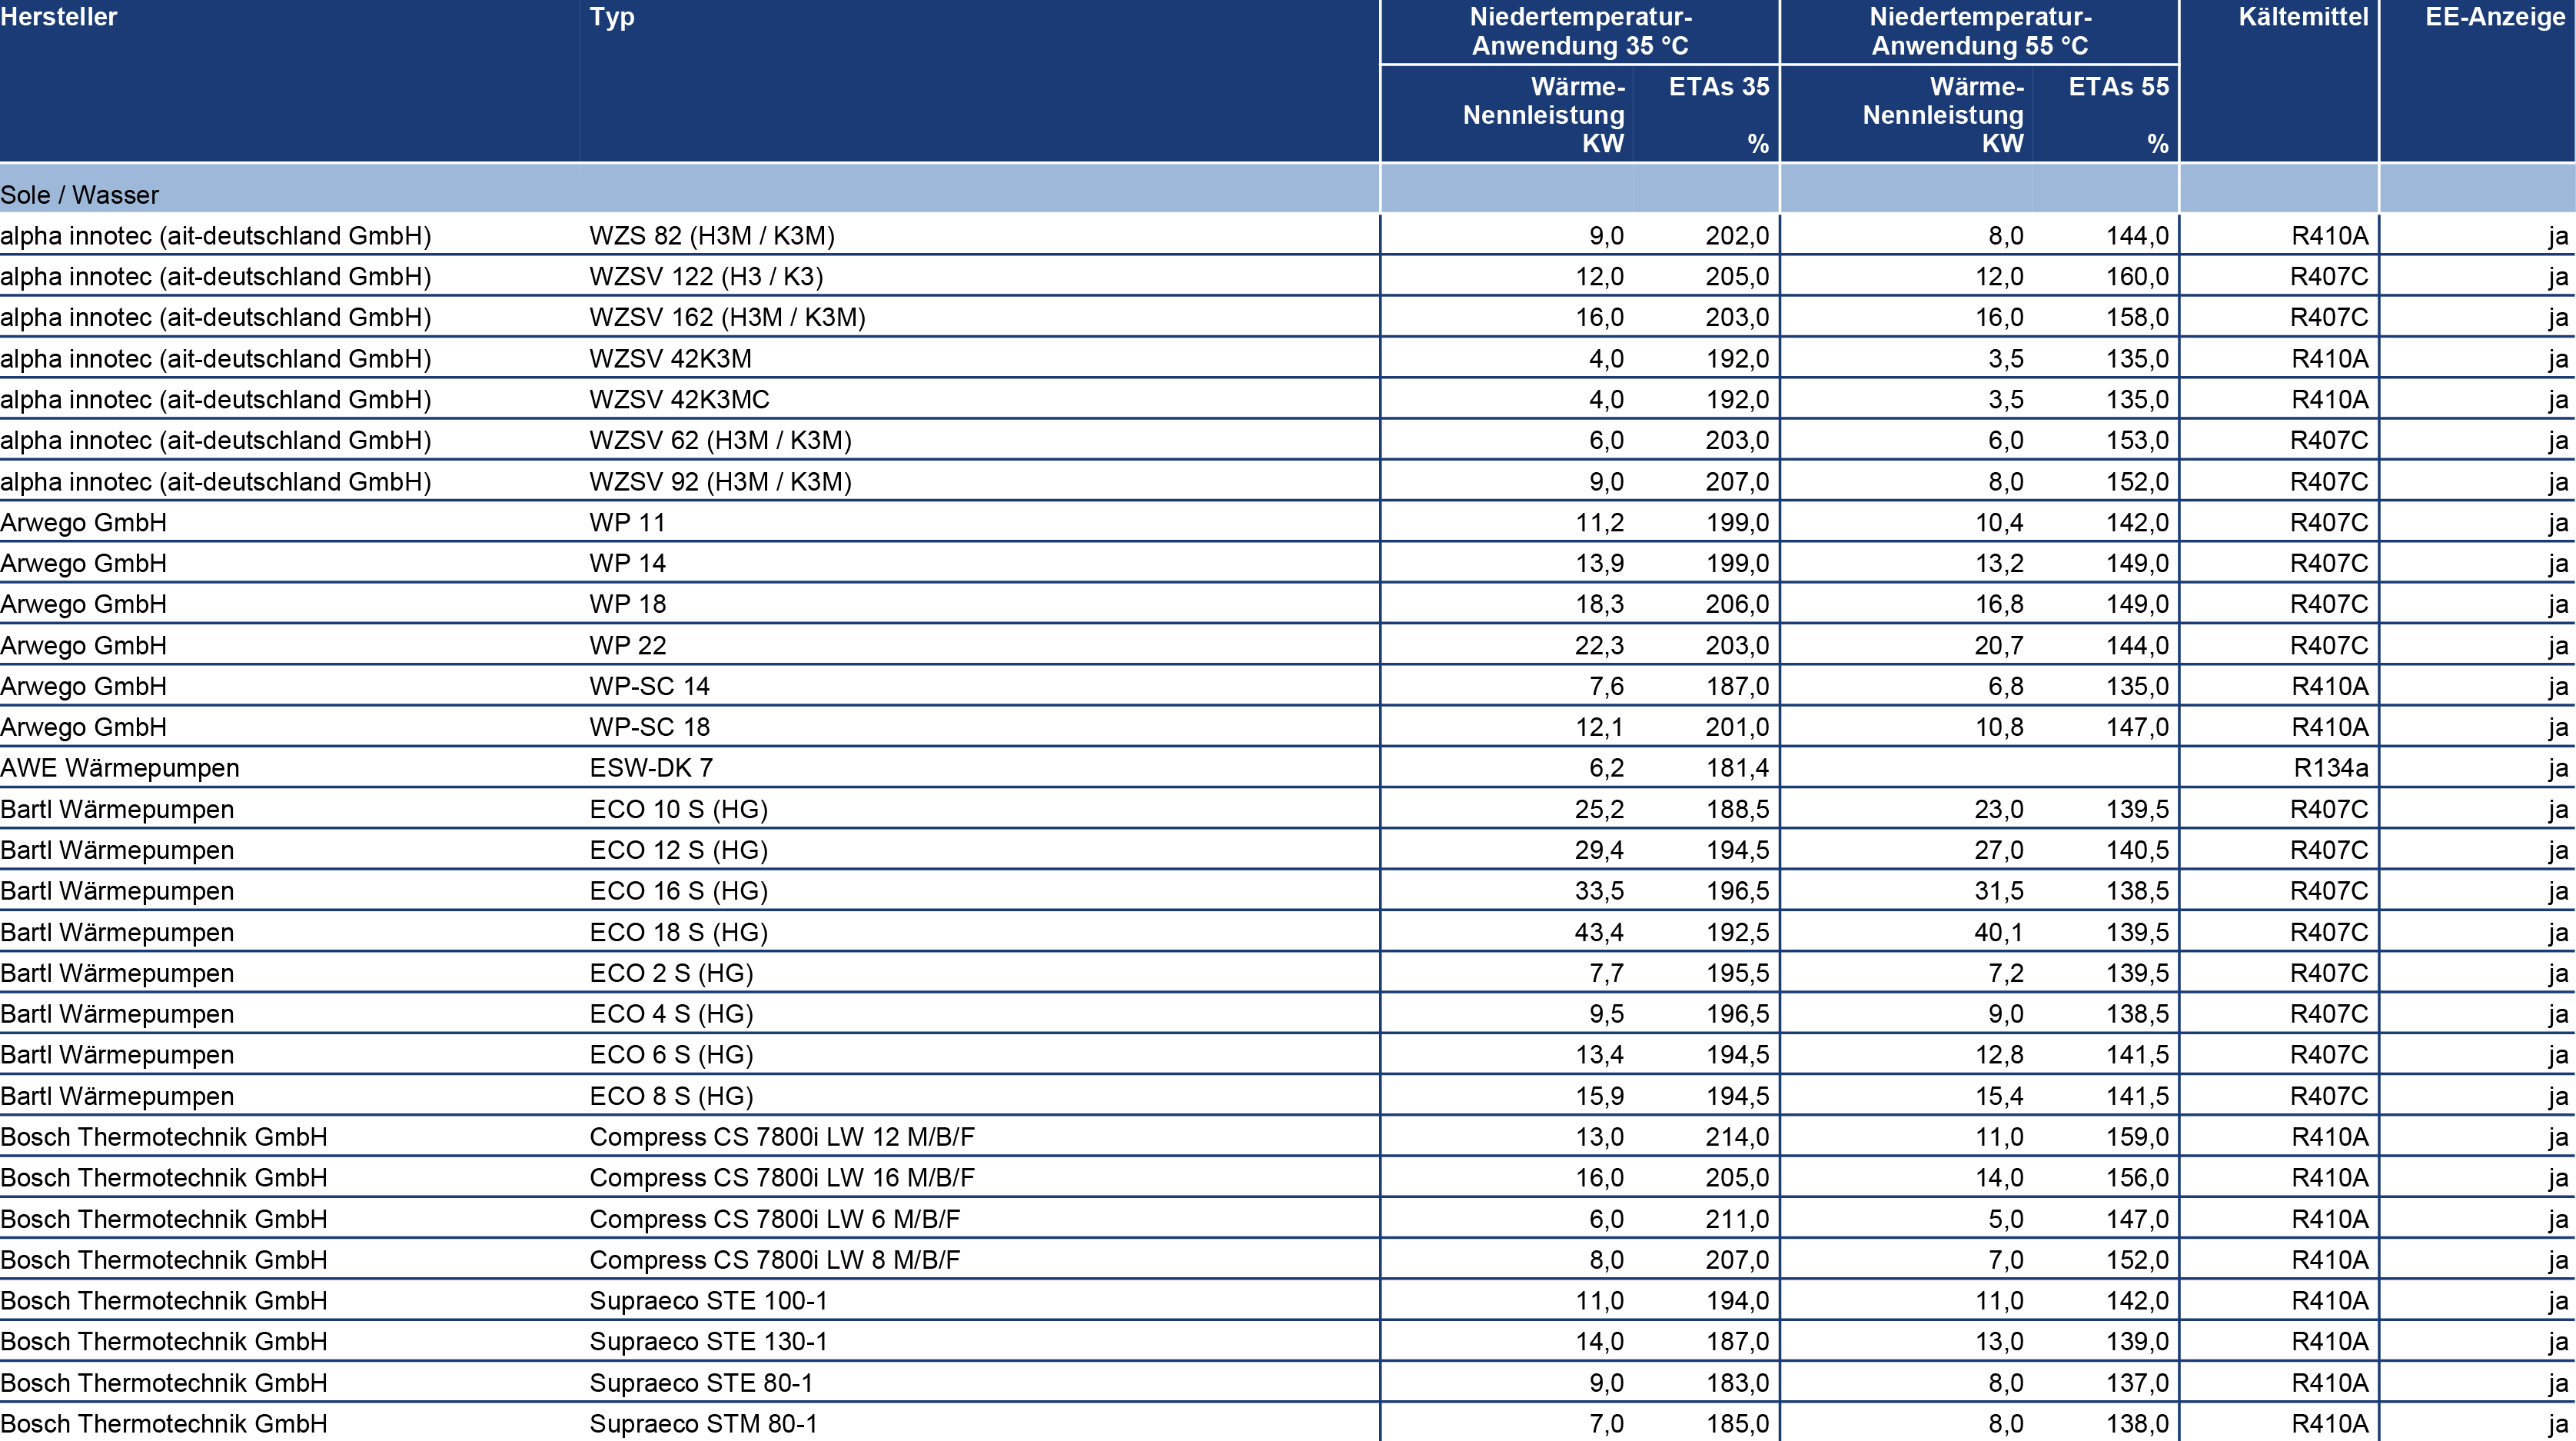 Hersteller Typ Niedertemperatur- Niedertemperatur- Kältemittel EE-Anzeige
Anwendung 35 °C Anwendung 55 °C
Wärme- ETAs 35 Wärme- ETAs 55
Nennleistung Nennleistung
KW % KW %
Sole / Wasser
alpha innotec (ait-deutschland GmbH) WZS 82 (H3M / K3M) 9,0 202,0 8,0 144,0 R410A ja
alpha innotec (ait-deutschland GmbH) WZSV 122 (H3 / K3) 12,0 205,0 12,0 160,0 R407C ja
alpha innotec (ait-deutschland GmbH) WZSV 162 (H3M / K3M) 16,0 203,0 16,0 158,0 R407C ja
alpha innotec (ait-deutschland GmbH) WZSV 42K3M 4,0 192,0 3,5 135,0 R410A ja
alpha innotec (ait-deutschland GmbH) WZSV 42K3MC 4,0 192,0 3,5 135,0 R410A ja
alpha innotec (ait-deutschland GmbH) WZSV 62 (H3M / K3M) 6,0 203,0 6,0 153,0 R407C ja
alpha innotec (ait-deutschland GmbH) WZSV 92 (H3M / K3M) 9,0 207,0 8,0 152,0 R407C ja
Arwego GmbH WP 11 11,2 199,0 10,4 142,0 R407C ja
Arwego GmbH WP 14 13,9 199,0 13,2 149,0 R407C ja
Arwego GmbH WP 18 18,3 206,0 16,8 149,0 R407C ja
Arwego GmbH WP 22 22,3 203,0 20,7 144,0 R407C ja
Arwego GmbH WP-SC 14 7,6 187,0 6,8 135,0 R410A ja
Arwego GmbH WP-SC 18 12,1 201,0 10,8 147,0 R410A ja
AWE Wärmepumpen ESW-DK 7 6,2 181,4 R134a ja
Bartl Wärmepumpen ECO 10 S (HG) 25,2 188,5 23,0 139,5 R407C ja
Bartl Wärmepumpen ECO 12 S (HG) 29,4 194,5 27,0 140,5 R407C ja
Bartl Wärmepumpen ECO 16 S (HG) 33,5 196,5 31,5 138,5 R407C ja
Bartl Wärmepumpen ECO 18 S (HG) 43,4 192,5 40,1 139,5 R407C ja
Bartl Wärmepumpen ECO 2 S (HG) 7,7 195,5 7,2 139,5 R407C ja
Bartl Wärmepumpen ECO 4 S (HG) 9,5 196,5 9,0 138,5 R407C ja
Bartl Wärmepumpen ECO 6 S (HG) 13,4 194,5 12,8 141,5 R407C ja
Bartl Wärmepumpen ECO 8 S (HG) 15,9 194,5 15,4 141,5 R407C ja
Bosch Thermotechnik GmbH Compress CS 7800i LW 12 M/B/F 13,0 214,0 11,0 159,0 R410A ja
Bosch Thermotechnik GmbH Compress CS 7800i LW 16 M/B/F 16,0 205,0 14,0 156,0 R410A ja
Bosch Thermotechnik GmbH Compress CS 7800i LW 6 M/B/F 6,0 211,0 5,0 147,0 R410A ja
Bosch Thermotechnik GmbH Compress CS 7800i LW 8 M/B/F 8,0 207,0 7,0 152,0 R410A ja
Bosch Thermotechnik GmbH Supraeco STE 100-1 11,0 194,0 11,0 142,0 R410A ja
Bosch Thermotechnik GmbH Supraeco STE 130-1 14,0 187,0 13,0 139,0 R410A ja
Bosch Thermotechnik GmbH Supraeco STE 80-1 9,0 183,0 8,0 137,0 R410A ja
Bosch Thermotechnik GmbH Supraeco STM 80-1 7,0 185,0 8,0 138,0 R410A ja